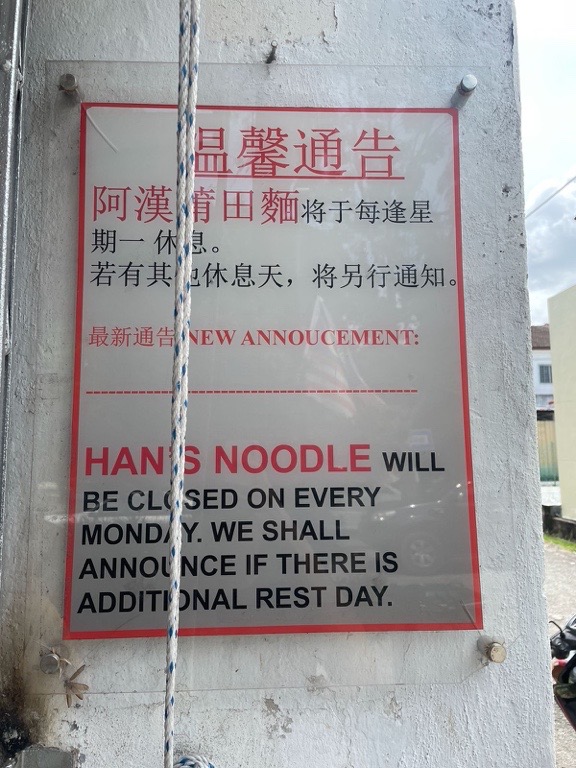 温馨通告
阿漢莆田麵将于每逢星
期一 休息。
若有其他休息天，将另行通知。
最新通告 NEW ANNOUCEMENT:
HAN'S NOODLE WILL
BE CLOSED ON EVERY
MONDAY. WE SHALL
ANNOUNCE IF THERE IS
ADDITIONAL REST DAY.